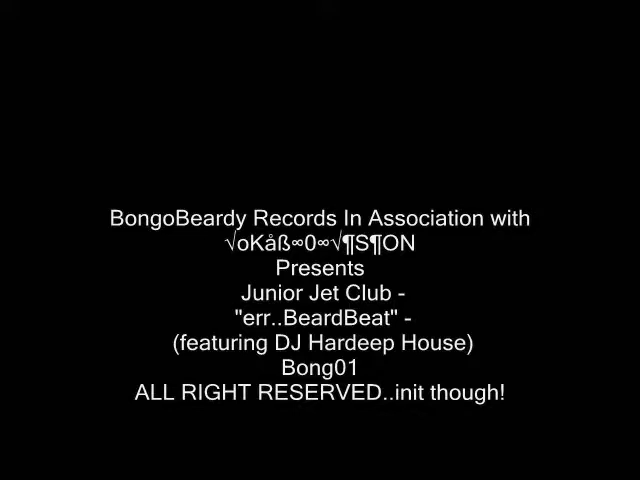 BongoBeardy Records In Association with
√oKåß∞0∞√¶S¶ON
Presents
Junior Jet Club -
"err..BeardBeat" -
(featuring DJ Hardeep House)
Bong01
ALL RIGHT RESERVED..init though!